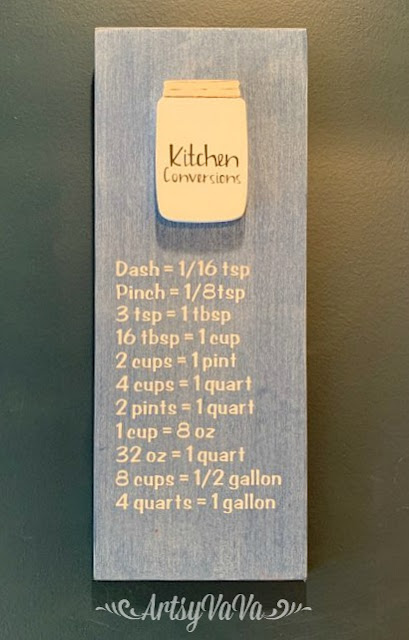 Kitchen
Conversions
Dash = 1/16 tsp
Pinch = 1/8tsp
3 tsp = 1 tbsp
16 tbsp = 1 cup
2 cups = 1 pint
4 cups = 1 quart
2 pints = 1 quart
1 cup = 8 oz
32 oz = 1 quart
8 cups = 1/2 gallon
4 quarts = 1 gallon
ArtsyVaVa